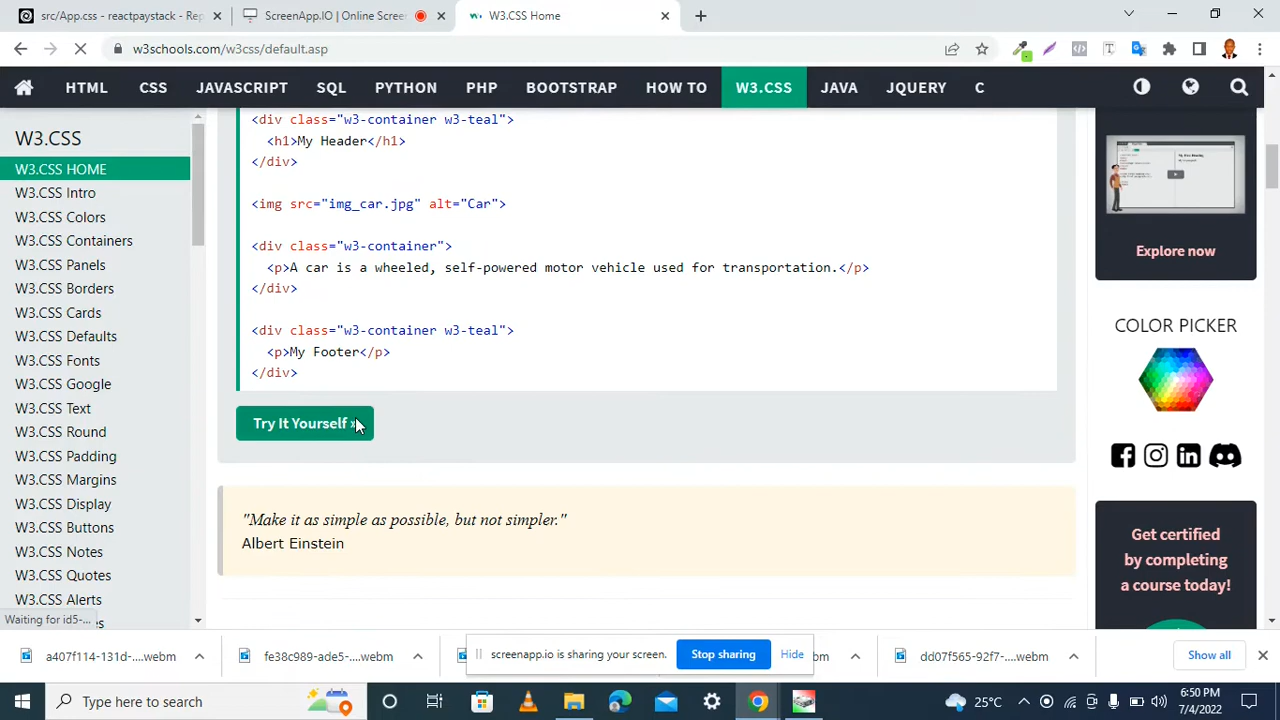 src/App.css - reactpaystack - Rep
ScreenApp.IO | Online Screen
W3.CSS Home
w3schools.com/w3css/default.asp
HTML CSS JAVASCRIPT SQL PYTHON PHP BOOTSTRAP HOW TO W3.CSS JAVA JQUERY C
W3.CSS
W3.CSS HOME
W3.CSS Intro
W3.CSS Colors
W3.CSS Containers
W3.CSS Panels
W3.CSS Borders
W3.CSS Cards
W3.CSS Defaults
W3.CSS Fonts
W3.CSS Google
W3.CSS Text
W3.CSS Round
W3.CSS Padding
W3.CSS Margins
W3.CSS Display
W3.CSS Buttons
W3.CSS Notes
W3.CSS Quotes
W3.CSS Alerts
<div class="w3-container w3-teal">
<h1>My Header</h1>
</div>
<img src="img_car.jpg" alt="Car">
<div class="w3-container">
<p>A car is a wheeled, self-powered motor vehicle used for transportation.</p>
</div>
<div class="w3-container w3-teal">
<p>My Footer</p>
</div>
Try It Yourself »
"Make it as simple as possible, but not simpler."
Albert Einstein
Explore now
COLOR PICKER
Get certified
by completing
a course today!
Waiting for id5-...
a407f114-131d-....webm
fe38c989-ade5-....webm
screenapp.io is sharing your screen.
Stop sharing
Hide
bm
dd07f565-92f7-....webm
Show all
Type here to search
25°C
6:50 PM
7/4/2022